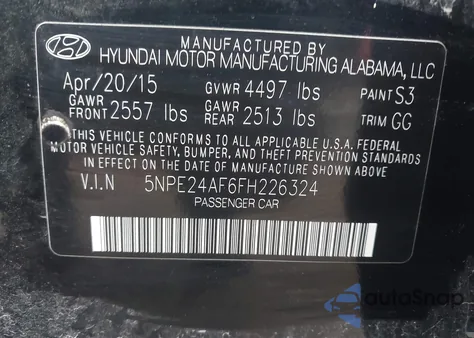 MANUFACTURED BY
HYUNDAI MOTOR MANUFACTURING ALABAMA, LLC
Apr/20/15 GVWR 4497 lbs PAINT S3
GAWR FRONT 2557 lbs GAWR REAR 2513 lbs TRIM GG
THIS VEHICLE CONFORMS TO ALL APPLICABLE U.S.A. FEDERAL
MOTOR VEHICLE SAFETY, BUMPER, AND THEFT PREVENTION STANDARDS
IN EFFECT ON THE DATE OF MANUFACTURE SHOWN ABOVE.
V.I.N 5NPE24AF6FH226324
PASSENGER CAR
autoSnap